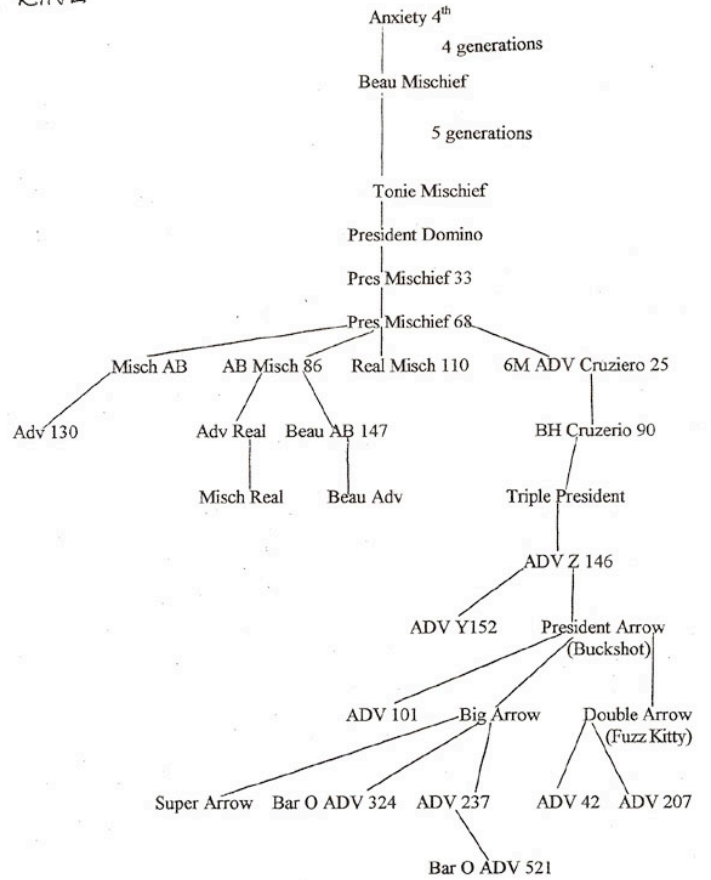 Anxiety 4th
4 generations
Beau Mischief
5 generations
Tonie Mischief
President Domino
Pres Mischief 33
Pres Mischief 68
Misch AB AB Misch 86 Real Misch 110 6M ADV Cruziero 25
Adv 130 Adv Real Beau AB 147 BH Cruzerio 90
Misch Real Beau Adv Triple President
ADV Z 146
ADV Y152 President Arrow
(Buckshot)
ADV 101 Big Arrow Double Arrow
(Fuzz Kitty)
Super Arrow Bar O ADV 324 ADV 237 ADV 42 ADV 207
Bar O ADV 521